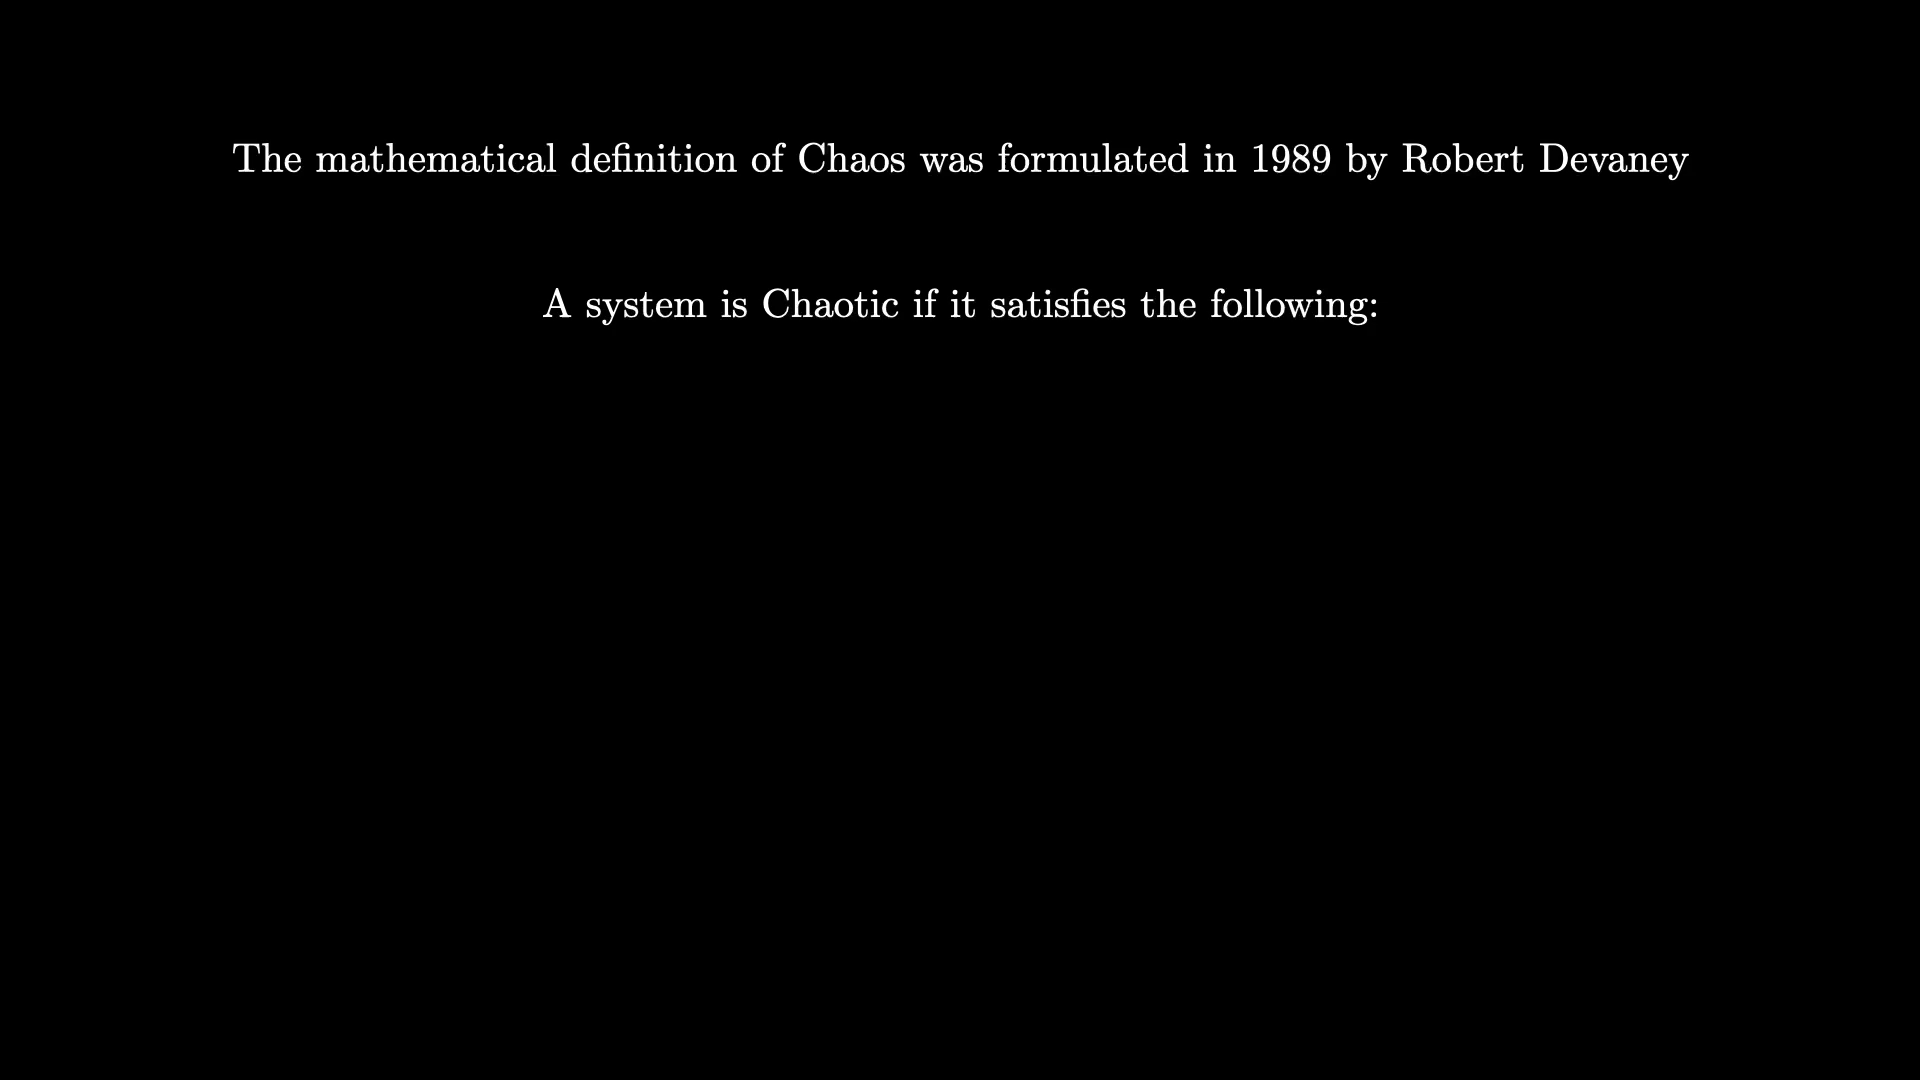 The mathematical definition of Chaos was formulated in 1989 by Robert Devaney
A system is Chaotic if it satisfies the following: